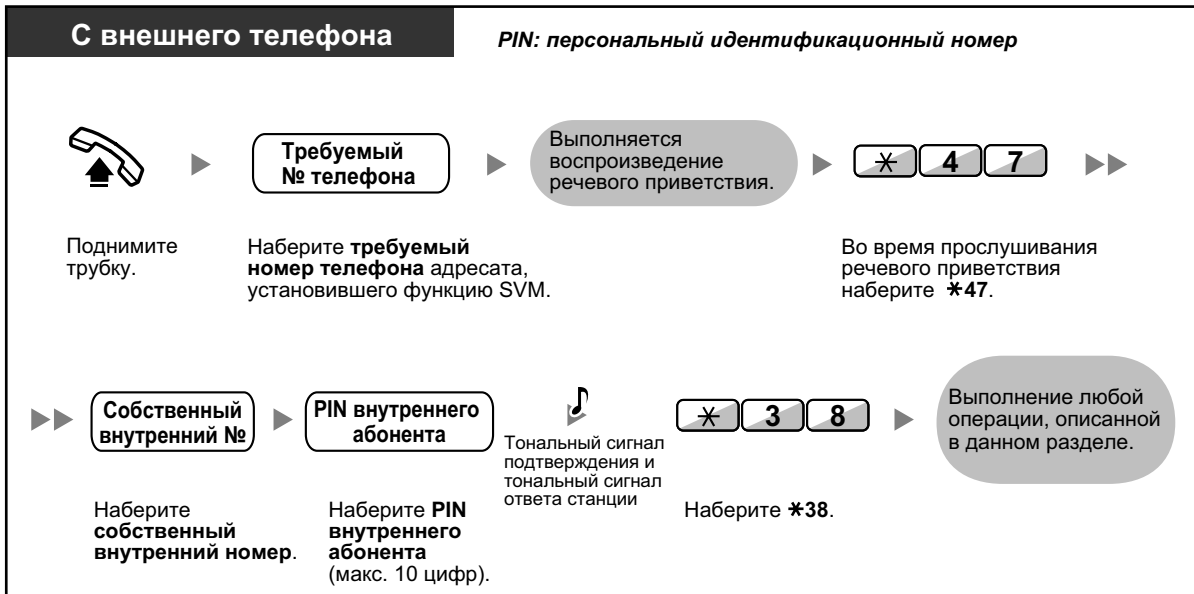 С внешнего телефона
PIN: персональный идентификационный номер
Требуемый
№ телефона
Выполняется
воспроизведение
речевого приветствия.
* 4 7
Поднимите
трубку.
Наберите требуемый
номер телефона адресата,
установившего функцию SVM.
Во время прослушивания
речевого приветствия
наберите *47.
Собственный
внутренний №
PIN внутреннего
абонента
Тональный сигнал
подтверждения и
тональный сигнал
ответа станции
* 3 8
Выполнение любой
операции, описанной
в данном разделе.
Наберите
собственный
внутренний номер.
Наберите PIN
внутреннего
абонента
(макс. 10 цифр).
Наберите *38.